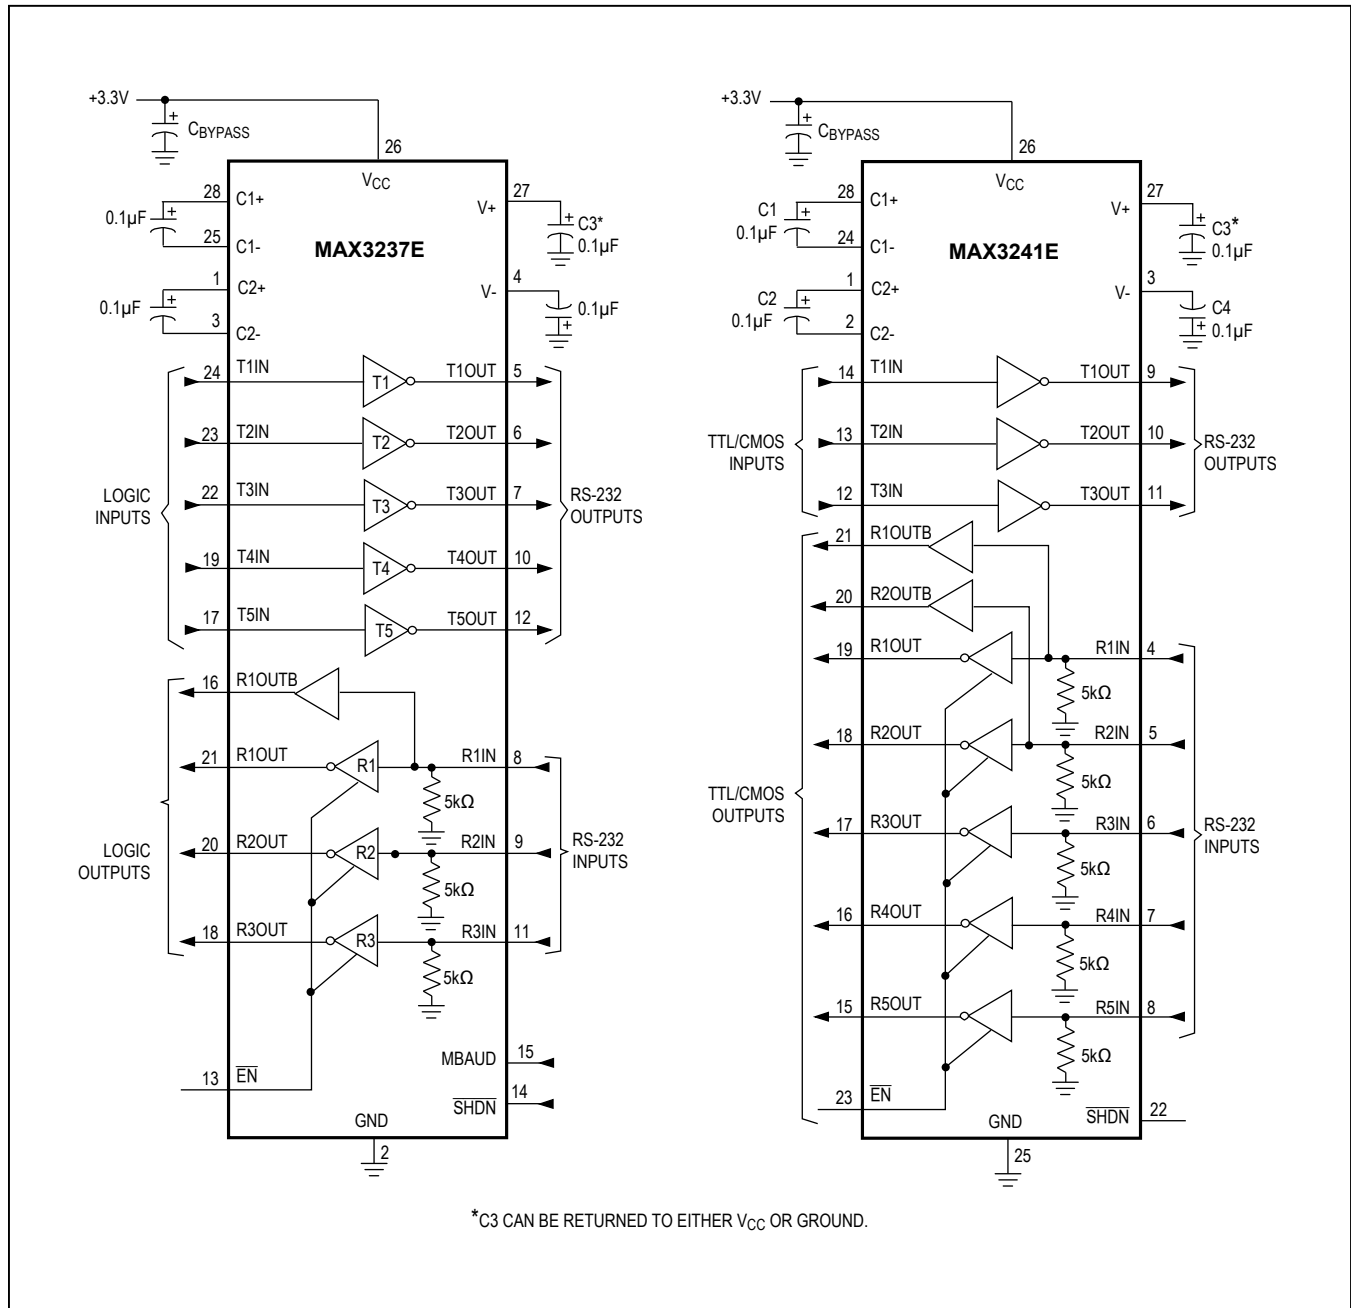 +3.3V
CBYPASS
26
VCC
28
C1+
0.1µF
25
C1-
MAX3237E
27
V+
C3*
0.1µF
1
C2+
0.1µF
3
C2-
4
V-
0.1µF
24
T1IN
T1
T1OUT
5
23
T2IN
T2
T2OUT
6
LOGIC
INPUTS
22
T3IN
T3
T3OUT
7
RS-232
OUTPUTS
19
T4IN
T4
T4OUT
10
17
T5IN
T5
T5OUT
12
16
R1OUTB
21
R1OUT
R1
R1IN
8
5kΩ
LOGIC
OUTPUTS
20
R2OUT
R2
R2IN
9
RS-232
INPUTS
5kΩ
18
R3OUT
R3
R3IN
11
5kΩ
MBAUD
15
13
EN
SHDN
14
GND
2
+3.3V
CBYPASS
26
VCC
28
C1+
C1
0.1µF
24
C1-
MAX3241E
27
V+
C3*
0.1µF
1
C2+
C2
0.1µF
2
C2-
3
V-
C4
0.1µF
14
T1IN
T1OUT
9
TTL/CMOS
INPUTS
13
T2IN
T2OUT
10
RS-232
OUTPUTS
12
T3IN
T3OUT
11
21
R1OUTB
20
R2OUTB
19
R1OUT
R1IN
4
5kΩ
18
R2OUT
R2IN
5
5kΩ
TTL/CMOS
OUTPUTS
17
R3OUT
R3IN
6
RS-232
INPUTS
5kΩ
16
R4OUT
R4IN
7
5kΩ
15
R5OUT
R5IN
8
5kΩ
23
EN
SHDN
22
GND
25
*C3 CAN BE RETURNED TO EITHER VCC OR GROUND.